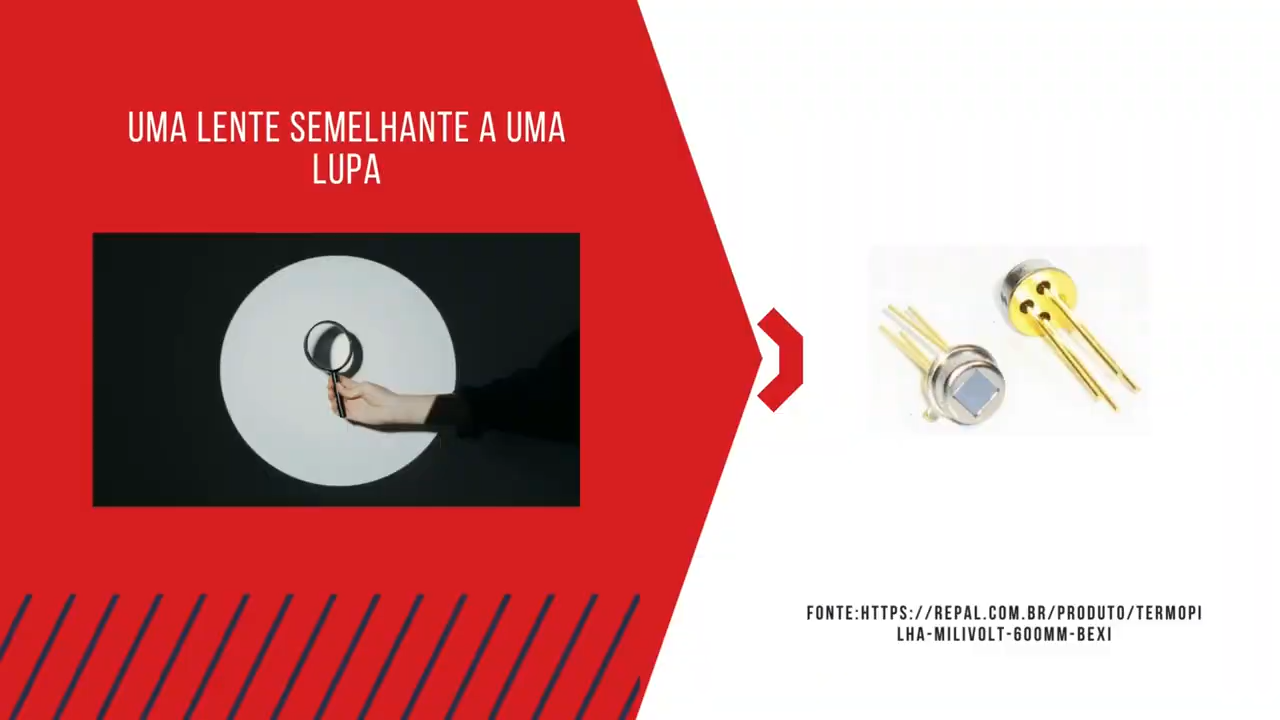 UMA LENTE SEMELHANTE A UMA
LUPA
FONTE:HTTPS://REPAL.COM.BR/PRODUTO/TERMOPI
LHA-MILIVOLT-600MM-BEXI